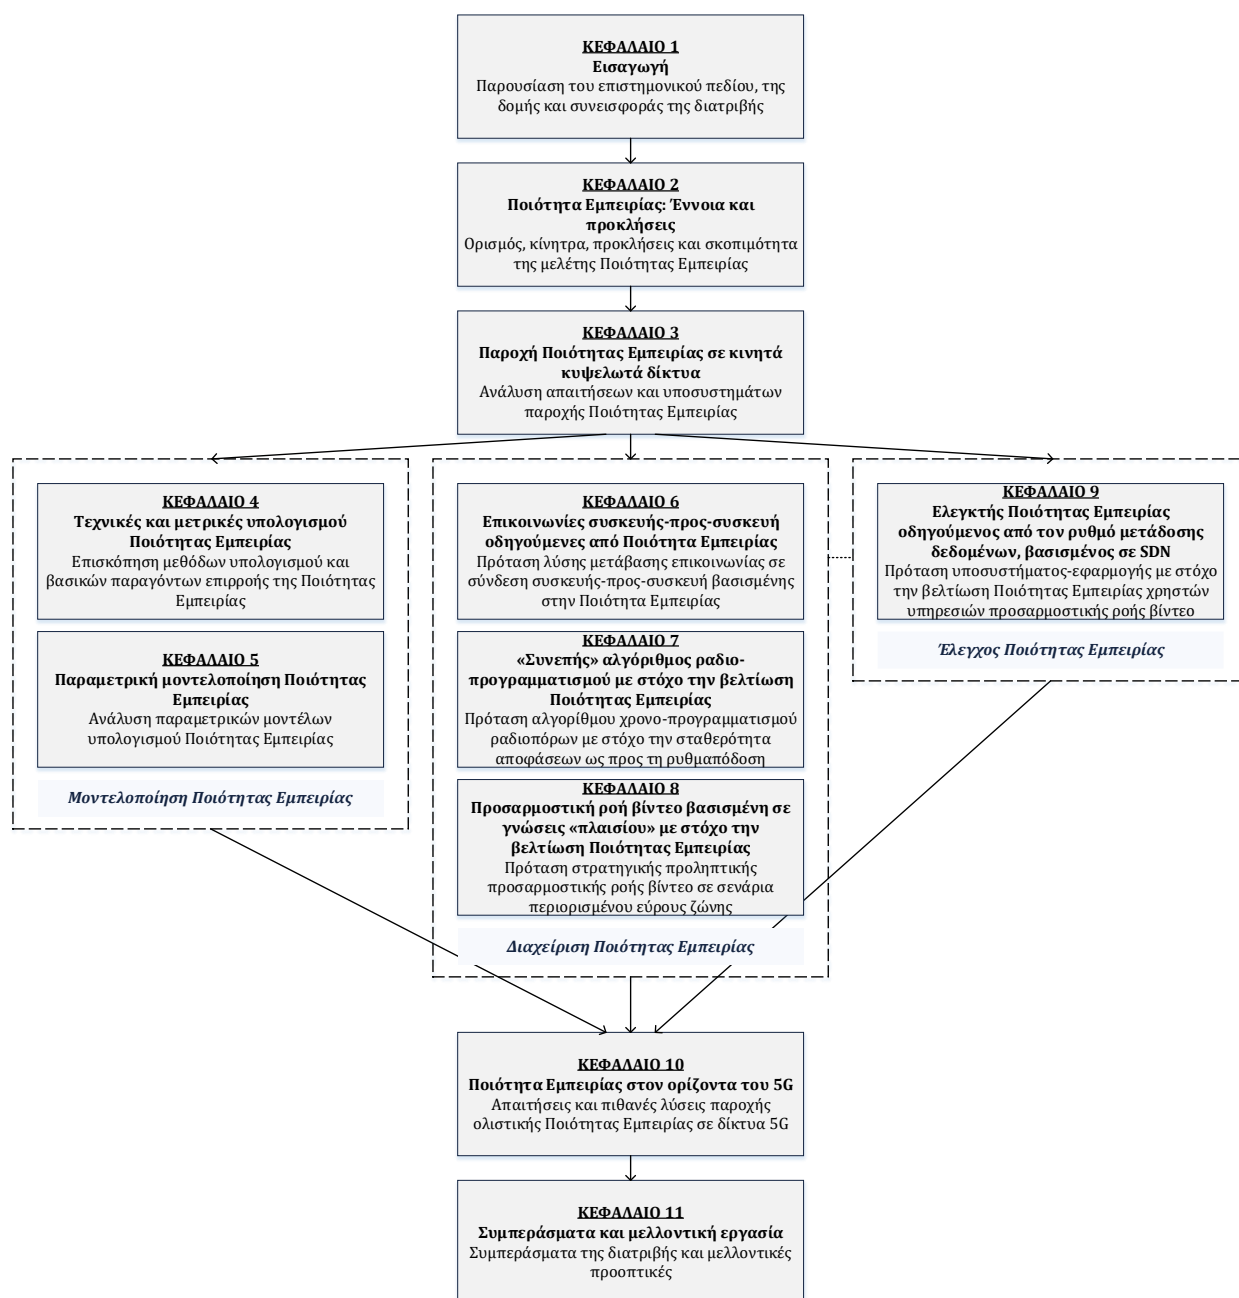 ΚΕΦΑΛΑΙΟ 1
Εισαγωγή
Παρουσίαση του επιστημονικού πεδίου, της
δομής και συνεισφοράς της διατριβής
ΚΕΦΑΛΑΙΟ 2
Ποιότητα Εμπειρίας: Έννοια και
προκλήσεις
Ορισμός, κίνητρα, προκλήσεις και σκοπιμότητα
της μελέτης Ποιότητας Εμπειρίας
ΚΕΦΑΛΑΙΟ 3
Παροχή Ποιότητας Εμπειρίας σε κινητά
κυψελωτά δίκτυα
Ανάλυση απαιτήσεων και υποσυστημάτων
παροχής Ποιότητας Εμπειρίας
ΚΕΦΑΛΑΙΟ 4
Τεχνικές και μετρικές υπολογισμού
Ποιότητας Εμπειρίας
Επισκόπηση μεθόδων υπολογισμού και
βασικών παραγόντων επιρροής της Ποιότητας
Εμπειρίας
ΚΕΦΑΛΑΙΟ 5
Παραμετρική μοντελοποίηση Ποιότητας
Εμπειρίας
Ανάλυση παραμετρικών μοντέλων
υπολογισμού Ποιότητας Εμπειρίας
Μοντελοποίηση Ποιότητας Εμπειρίας
ΚΕΦΑΛΑΙΟ 6
Επικοινωνίες συσκευής-προς-συσκευή
οδηγούμενες από Ποιότητα Εμπειρίας
Πρόταση λύσης μετάβασης επικοινωνίας σε
σύνδεση συσκευής-προς-συσκευή βασισμένης
στην Ποιότητα Εμπειρίας
ΚΕΦΑΛΑΙΟ 7
«Συνεπής» αλγόριθμος ραδιο-
προγραμματισμού με στόχο την βελτίωση
Ποιότητας Εμπειρίας
Πρόταση αλγορίθμου χρονο-προγραμματισμού
ραδιοπόρων με στόχο την σταθερότητα
αποφάσεων ως προς τη ρυθμαπόδοση
ΚΕΦΑΛΑΙΟ 8
Προσαρμοστική ροή βίντεο βασισμένη σε
γνώσεις «πλαισίου» με στόχο την
βελτίωση Ποιότητας Εμπειρίας
Πρόταση στρατηγικής προληπτικής
προσαρμοστικής ροής βίντεο σε σενάρια
περιορισμένου εύρους ζώνης
Διαχείριση Ποιότητας Εμπειρίας
ΚΕΦΑΛΑΙΟ 9
Ελεγκτής Ποιότητας Εμπειρίας
οδηγούμενος από τον ρυθμό μετάδοσης
δεδομένων, βασισμένος σε SDN
Πρόταση υποσυστήματος-εφαρμογής με στόχο
την βελτίωση Ποιότητας Εμπειρίας χρηστών
υπηρεσιών προσαρμοστικής ροής βίντεο
Έλεγχος Ποιότητας Εμπειρίας
ΚΕΦΑΛΑΙΟ 10
Ποιότητα Εμπειρίας στον ορίζοντα του 5G
Απαιτήσεις και πιθανές λύσεις παροχής
ολιστικής Ποιότητας Εμπειρίας σε δίκτυα 5G
ΚΕΦΑΛΑΙΟ 11
Συμπεράσματα και μελλοντική εργασία
Συμπεράσματα της διατριβής και μελλοντικές
προοπτικές